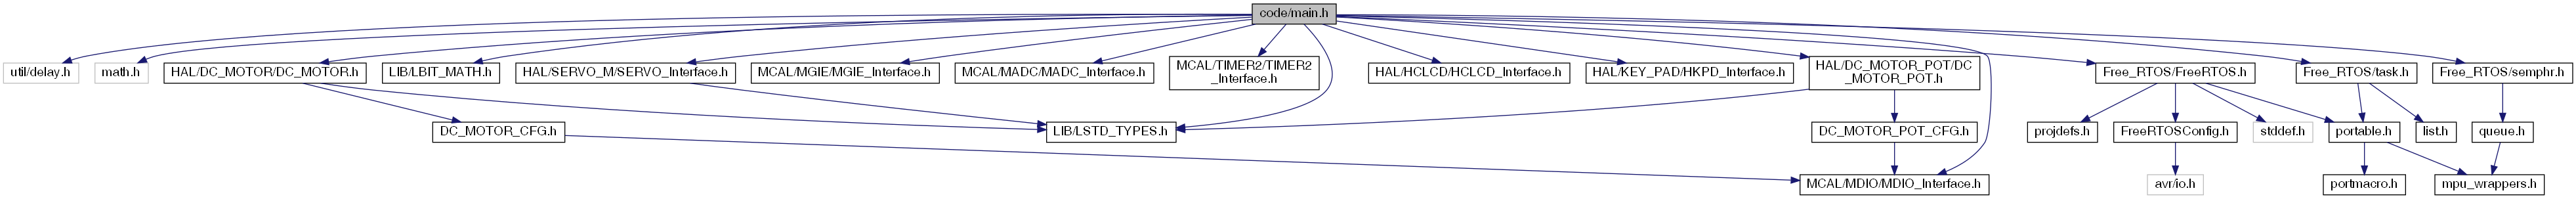 code/main.h
util/delay.h
math.h
HAL/DC_MOTOR/DC_MOTOR.h
LIB/LBIT_MATH.h
HAL/SERVO_M/SERVO_Interface.h
MCAL/MGIE/MGIE_Interface.h
MCAL/MADC/MADC_Interface.h
MCAL/TIMER2/TIMER2
_Interface.h
HAL/HCLCD/HCLCD_Interface.h
HAL/KEY_PAD/HKPD_Interface.h
HAL/DC_MOTOR_POT/DC
_MOTOR_POT.h
Free_RTOS/FreeRTOS.h
Free_RTOS/task.h
Free_RTOS/semphr.h
DC_MOTOR_CFG.h
LIB/LSTD_TYPES.h
DC_MOTOR_POT_CFG.h
projdefs.h
FreeRTOSConfig.h
stddef.h
portable.h
list.h
queue.h
MCAL/MDIO/MDIO_Interface.h
avr/io.h
portmacro.h
mpu_wrappers.h